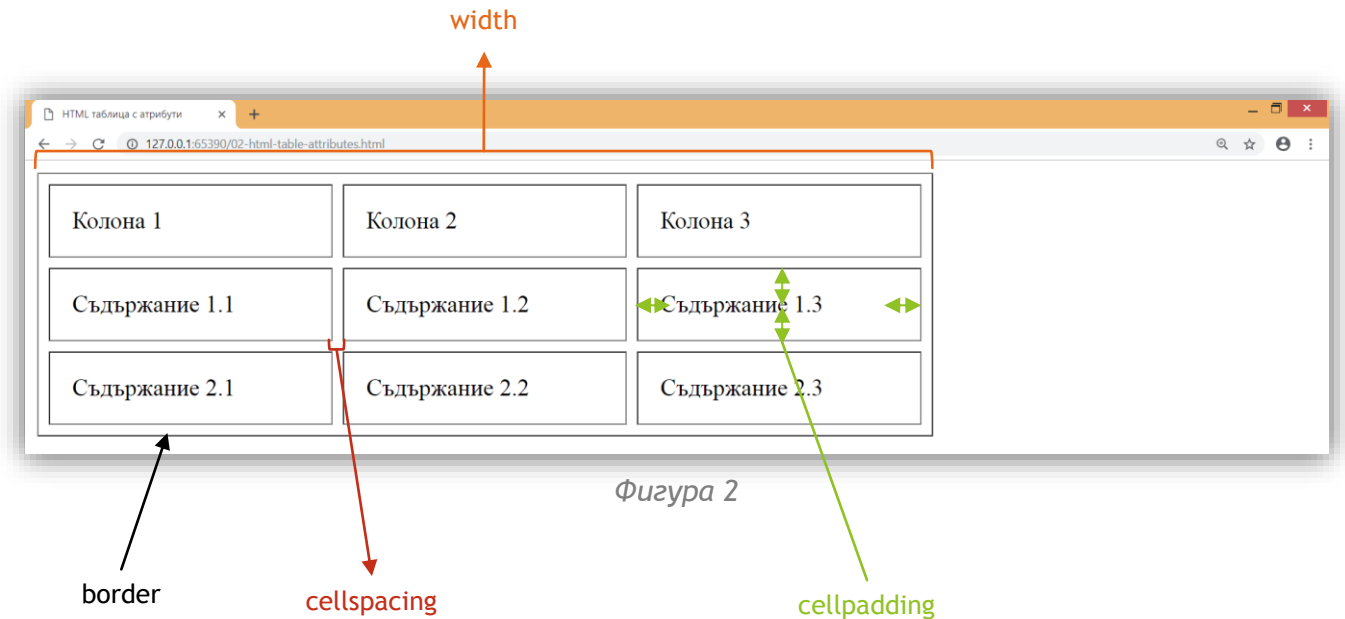 width
HTML таблица с атрибути
127.0.0.1:65390/02-html-table-attributes.html
Колона 1 Колона 2 Колона 3
Съдържание 1.1 Съдържание 1.2 Съдържание 1.3
Съдържание 2.1 Съдържание 2.2 Съдържание 2.3
Фигура 2
border cellspacing cellpadding